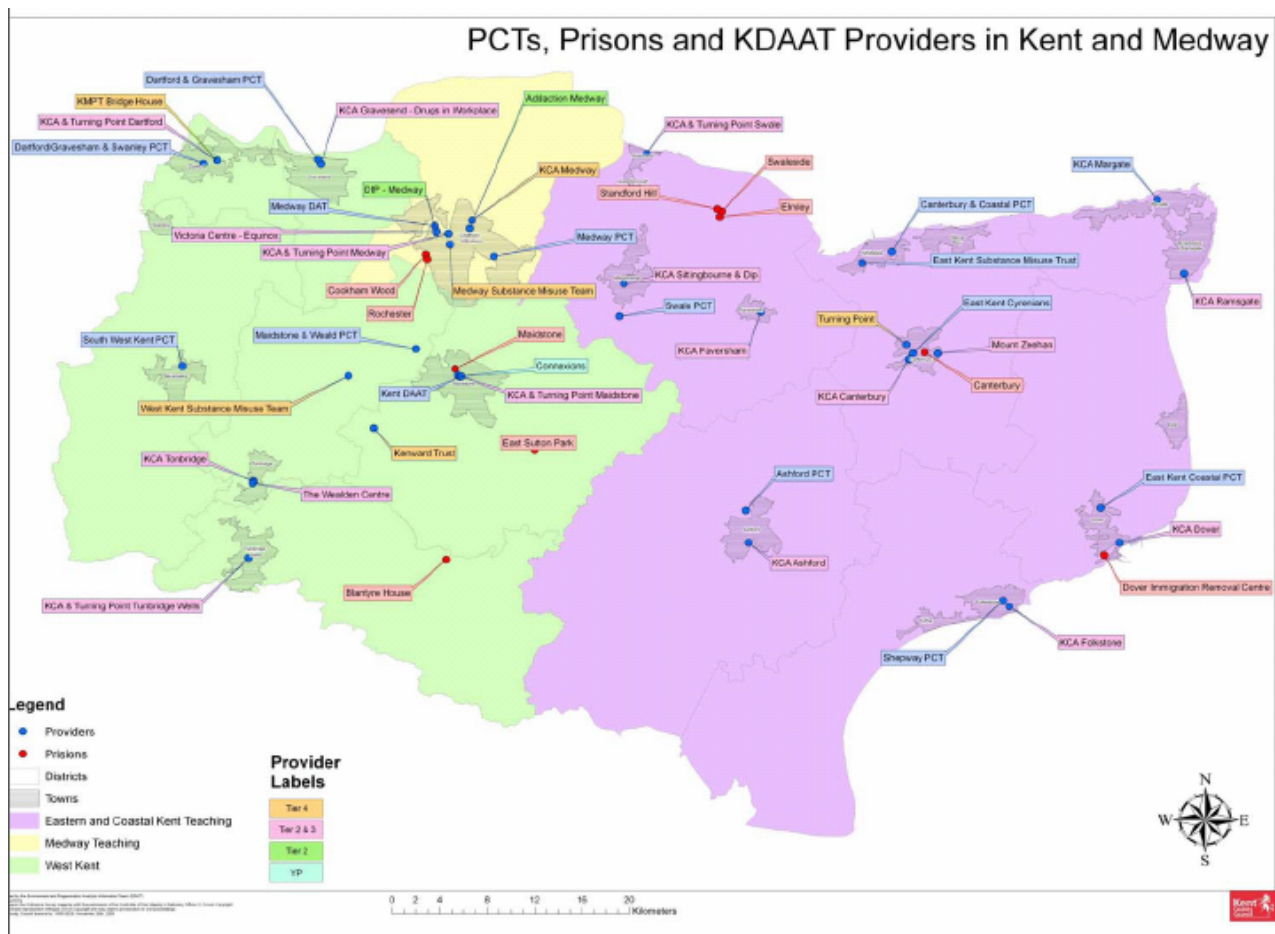 PCTs, Prisons and KDAAT Providers in Kent and Medway
Dartford & Gravesham PCT
KMPT Bridge House
KCA Gravesend - Drugs in Workplace
Addaction Medway
KCA & Turning Point Dartford
KCA & Turning Point Swale
Dartford/Gravesham & Swanley PCT
Swaleside
KCA Margate
KCA Medway
DIP - Medway
Standford Hill
Elmley
Canterbury & Coastal PCT
Medway DAT
Victoria Centre - Equinox
Medway PCT
KCA & Turning Point Medway
East Kent Substance Misuse Trust
KCA Sittingbourne & Dip
Cookham Wood
Medway Substance Misuse Team
KCA Ramsgate
Rochester
Swale PCT
East Kent Cyrenians
Turning Point
Maidstone & Weald PCT
Maidstone
South West Kent PCT
KCA Faversham
Mount Zeehan
Connexions
Canterbury
Kent DAAT
KCA & Turning Point Maidstone
KCA Canterbury
West Kent Substance Misuse Team
East Sutton Park
Kenward Trust
KCA Tonbridge
Ashford PCT
East Kent Coastal PCT
The Wealden Centre
KCA Dover
KCA Ashford
Blantyre House
Dover Immigration Removal Centre
KCA & Turning Point Tunbridge Wells
KCA Folkstone
Shepway PCT
Legend
Providers
Prisions
Districts
Towns
Eastern and Coastal Kent Teaching
Medway Teaching
West Kent
Provider
Labels
Tier 4
Tier 2 & 3
Tier 2
YP
N
W E
S
0 2 4 8 12 16 20
Kilometers
Kent
County
Council